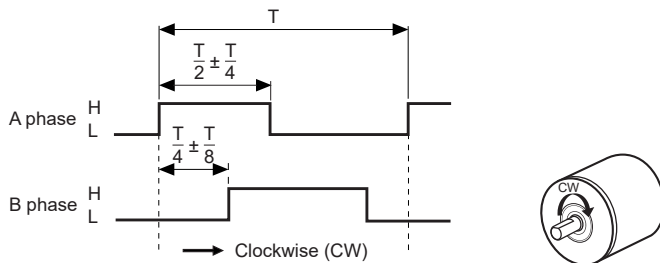 T
T/2 ± T/4
A phase H
L
T/4 ± T/8
B phase H
L
Clockwise (CW)
CW